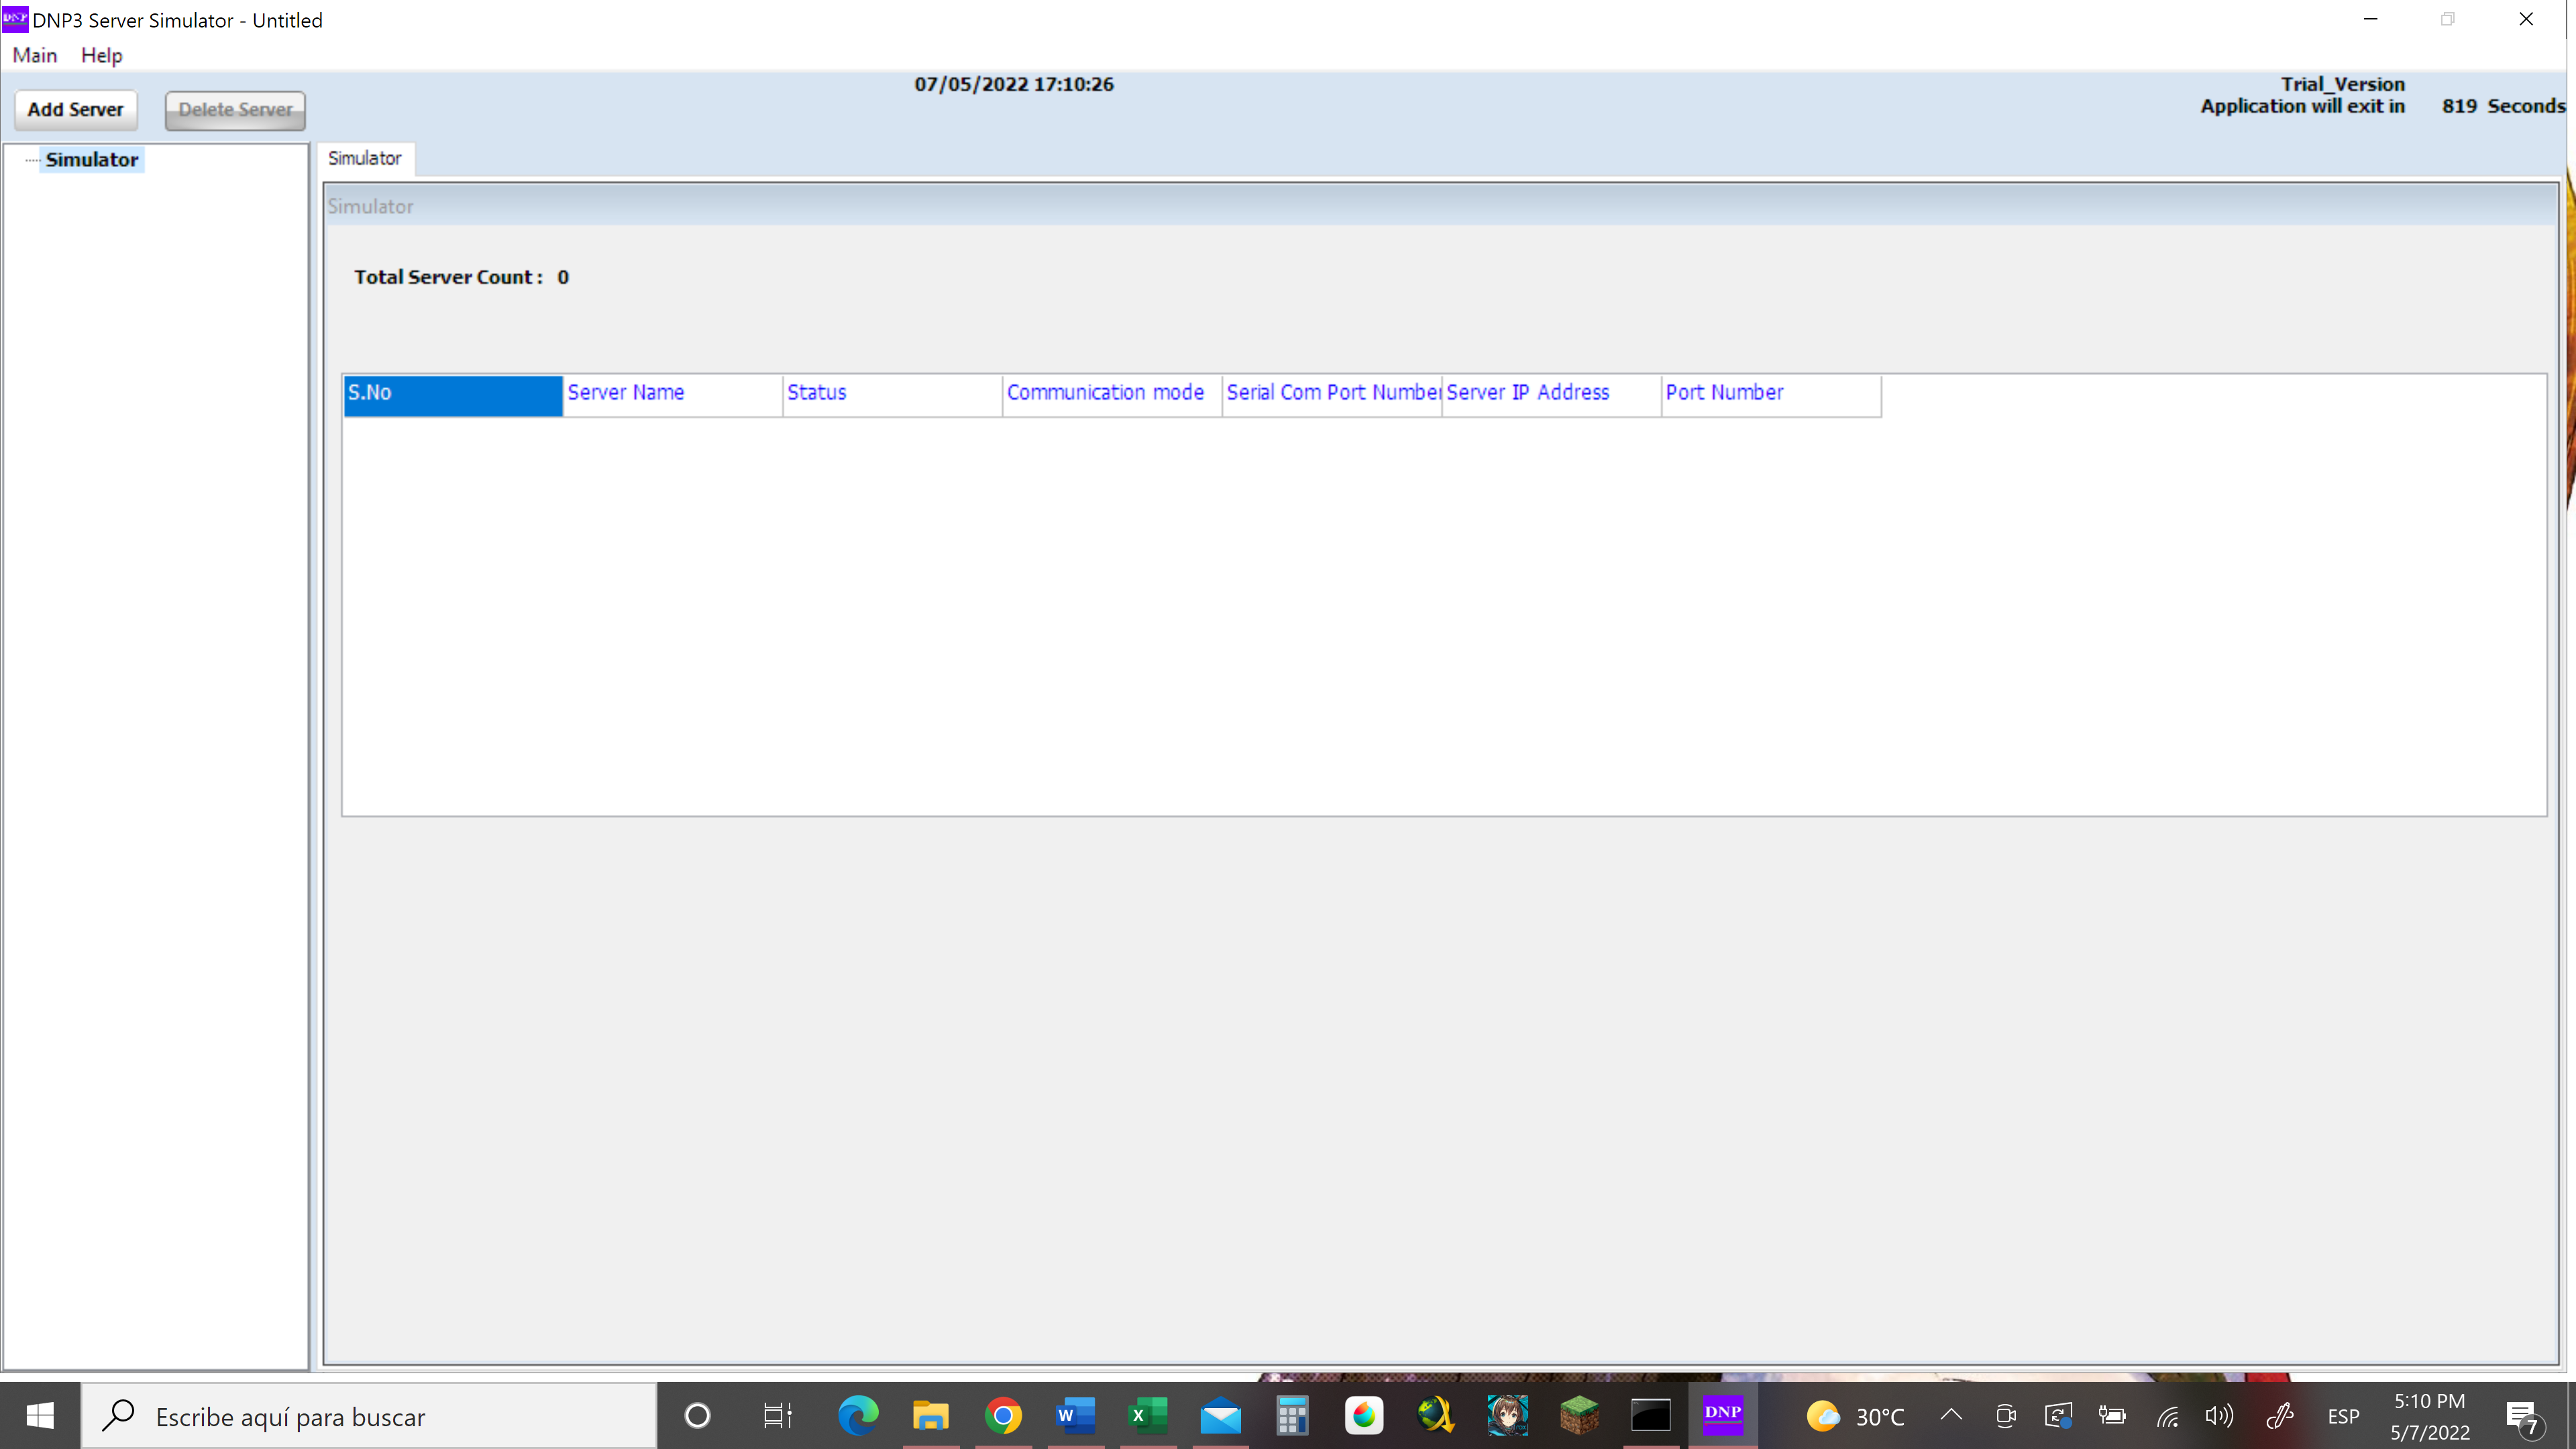 DNP DNP3 Server Simulator - Untitled
Main Help
07/05/2022 17:10:26
Trial_Version
Application will exit in 819 Seconds
Add Server Delete Server
Simulator
Simulator
Simulator
Total Server Count : 0
S.No Server Name Status Communication mode Serial Com Port Number Server IP Address Port Number
Escribe aquí para buscar
W X DNP
30°C
ESP
5:10 PM
5/7/2022
7